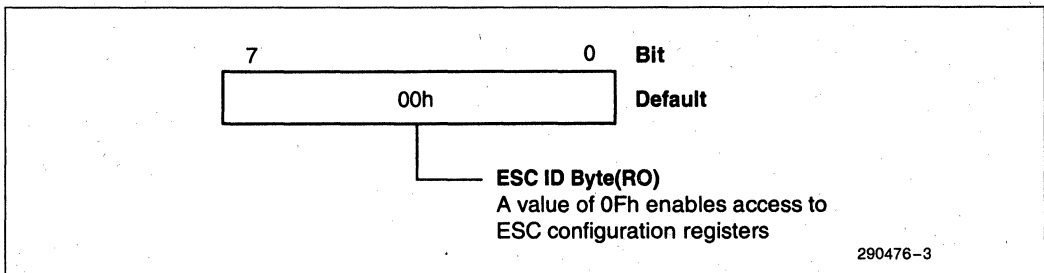 7 0 Bit
00h Default
ESC ID Byte(RO)
A value of 0Fh enables access to
ESC configuration registers
290476-3